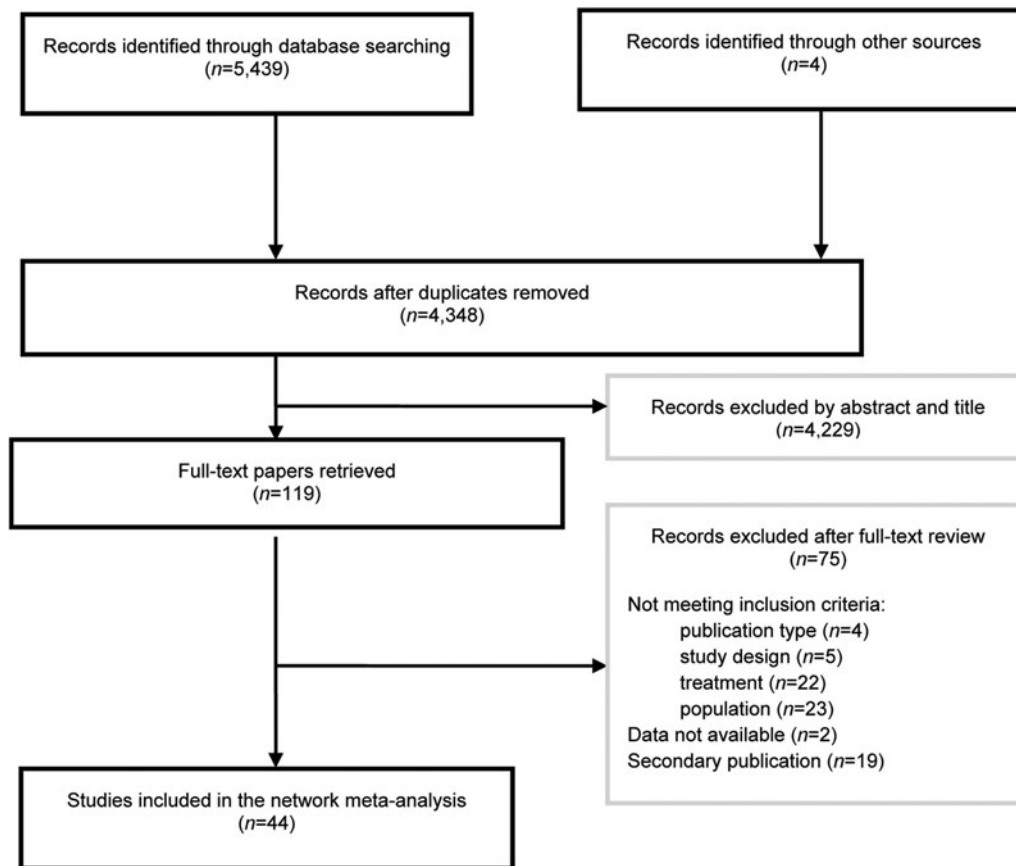 Records identified through database searching
(n=5,439)
Records identified through other sources
(n=4)
Records after duplicates removed
(n=4,348)
Records excluded by abstract and title
(n=4,229)
Full-text papers retrieved
(n=119)
Records excluded after full-text review
(n=75)
Not meeting inclusion criteria:
publication type (n=4)
study design (n=5)
treatment (n=22)
population (n=23)
Data not available (n=2)
Secondary publication (n=19)
Studies included in the network meta-analysis
(n=44)